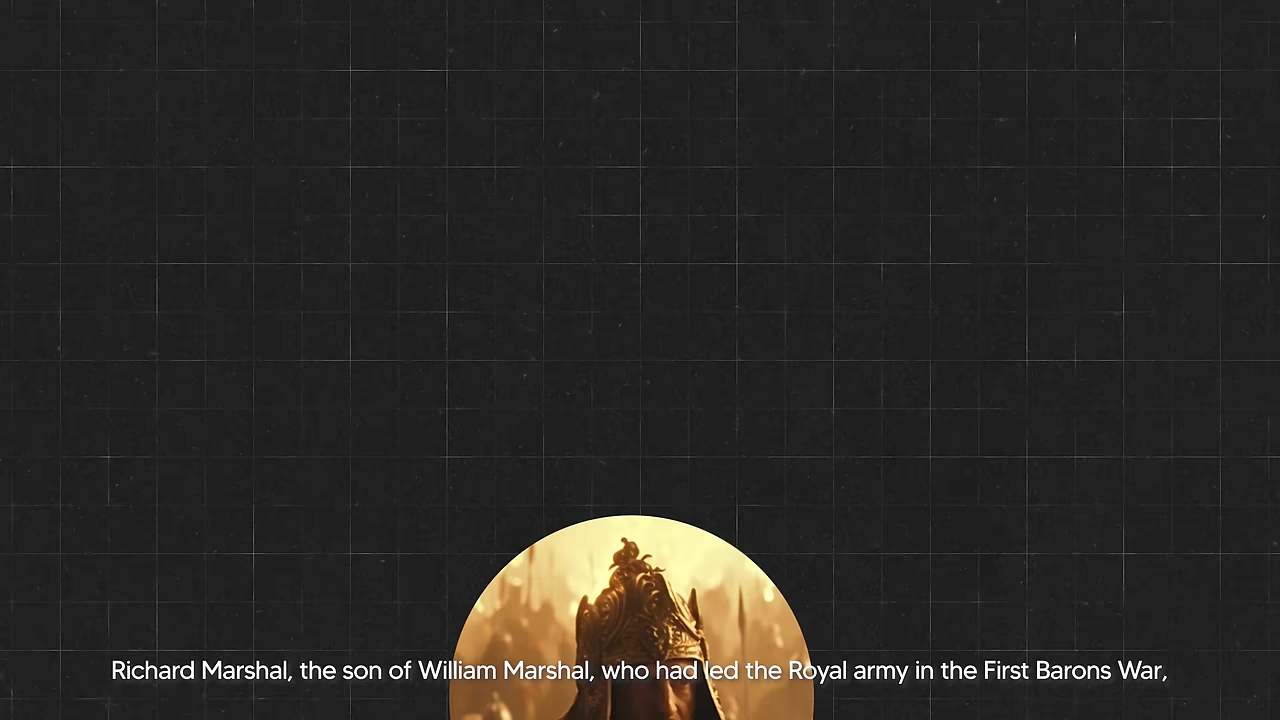 Richard Marshal, the son of William Marshal, who had led the Royal army in the First Barons War,